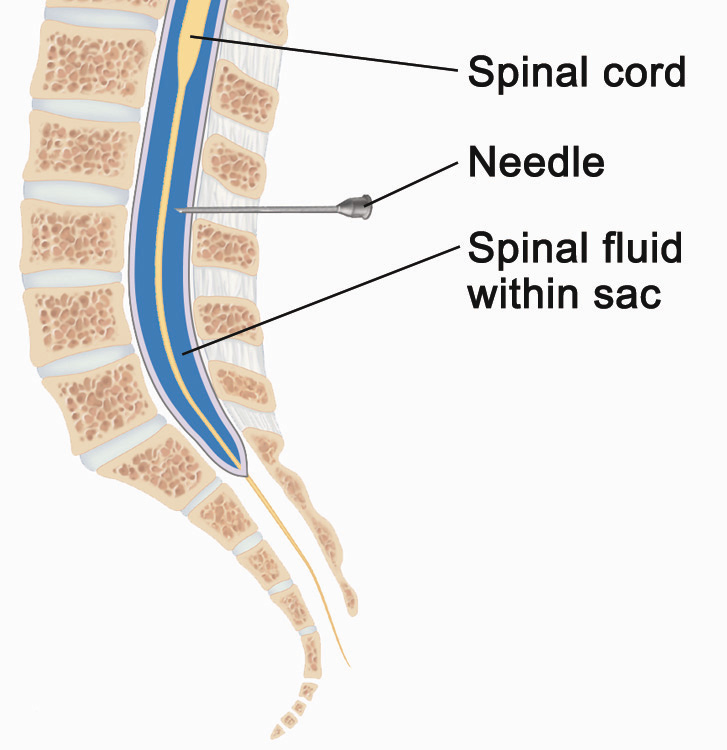 Spinal cord
Needle
Spinal fluid
within sac